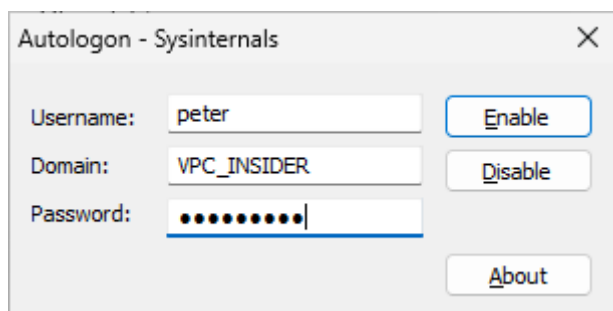 Autologon - Sysinternals
Username: peter
Enable
Domain: VPC_INSIDER
Disable
Password: ●●●●●●●●●
About